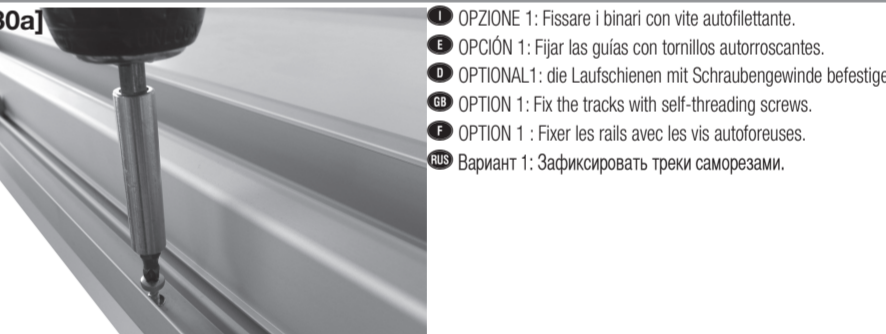 30a]
I OPZIONE 1: Fissare i binari con vite autofilettante.
E OPCIÓN 1: Fijar las guías con tornillos autorroscantes.
D OPTIONAL1: die Laufschienen mit Schraubengewinde befestige
GB OPTION 1: Fix the tracks with self-threading screws.
F OPTION 1 : Fixer les rails avec les vis autoforeuses.
RUS Вариант 1: Зафиксировать треки саморезами.